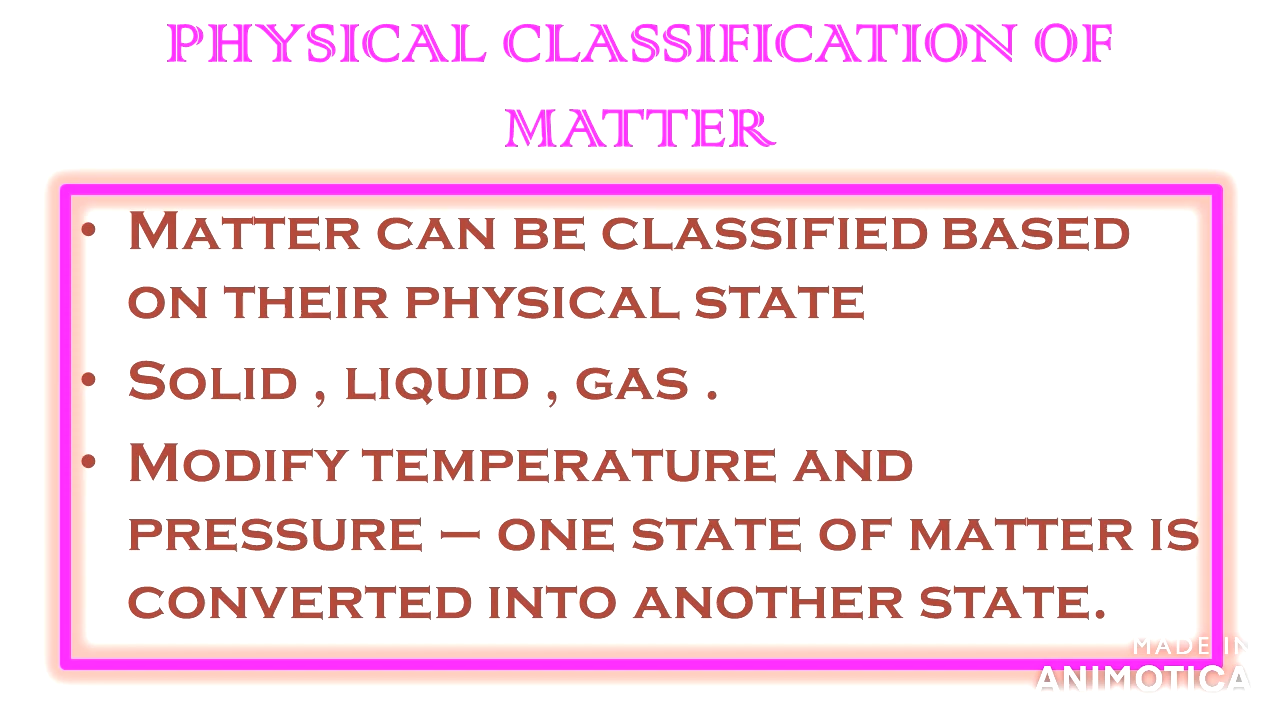 PHYSICAL CLASSIFICATION OF
MATTER
• MATTER CAN BE CLASSIFIED BASED
ON THEIR PHYSICAL STATE
• SOLID , LIQUID , GAS .
• MODIFY TEMPERATURE AND
PRESSURE – ONE STATE OF MATTER IS
CONVERTED INTO ANOTHER STATE.
MADE IN
ANIMOTICA